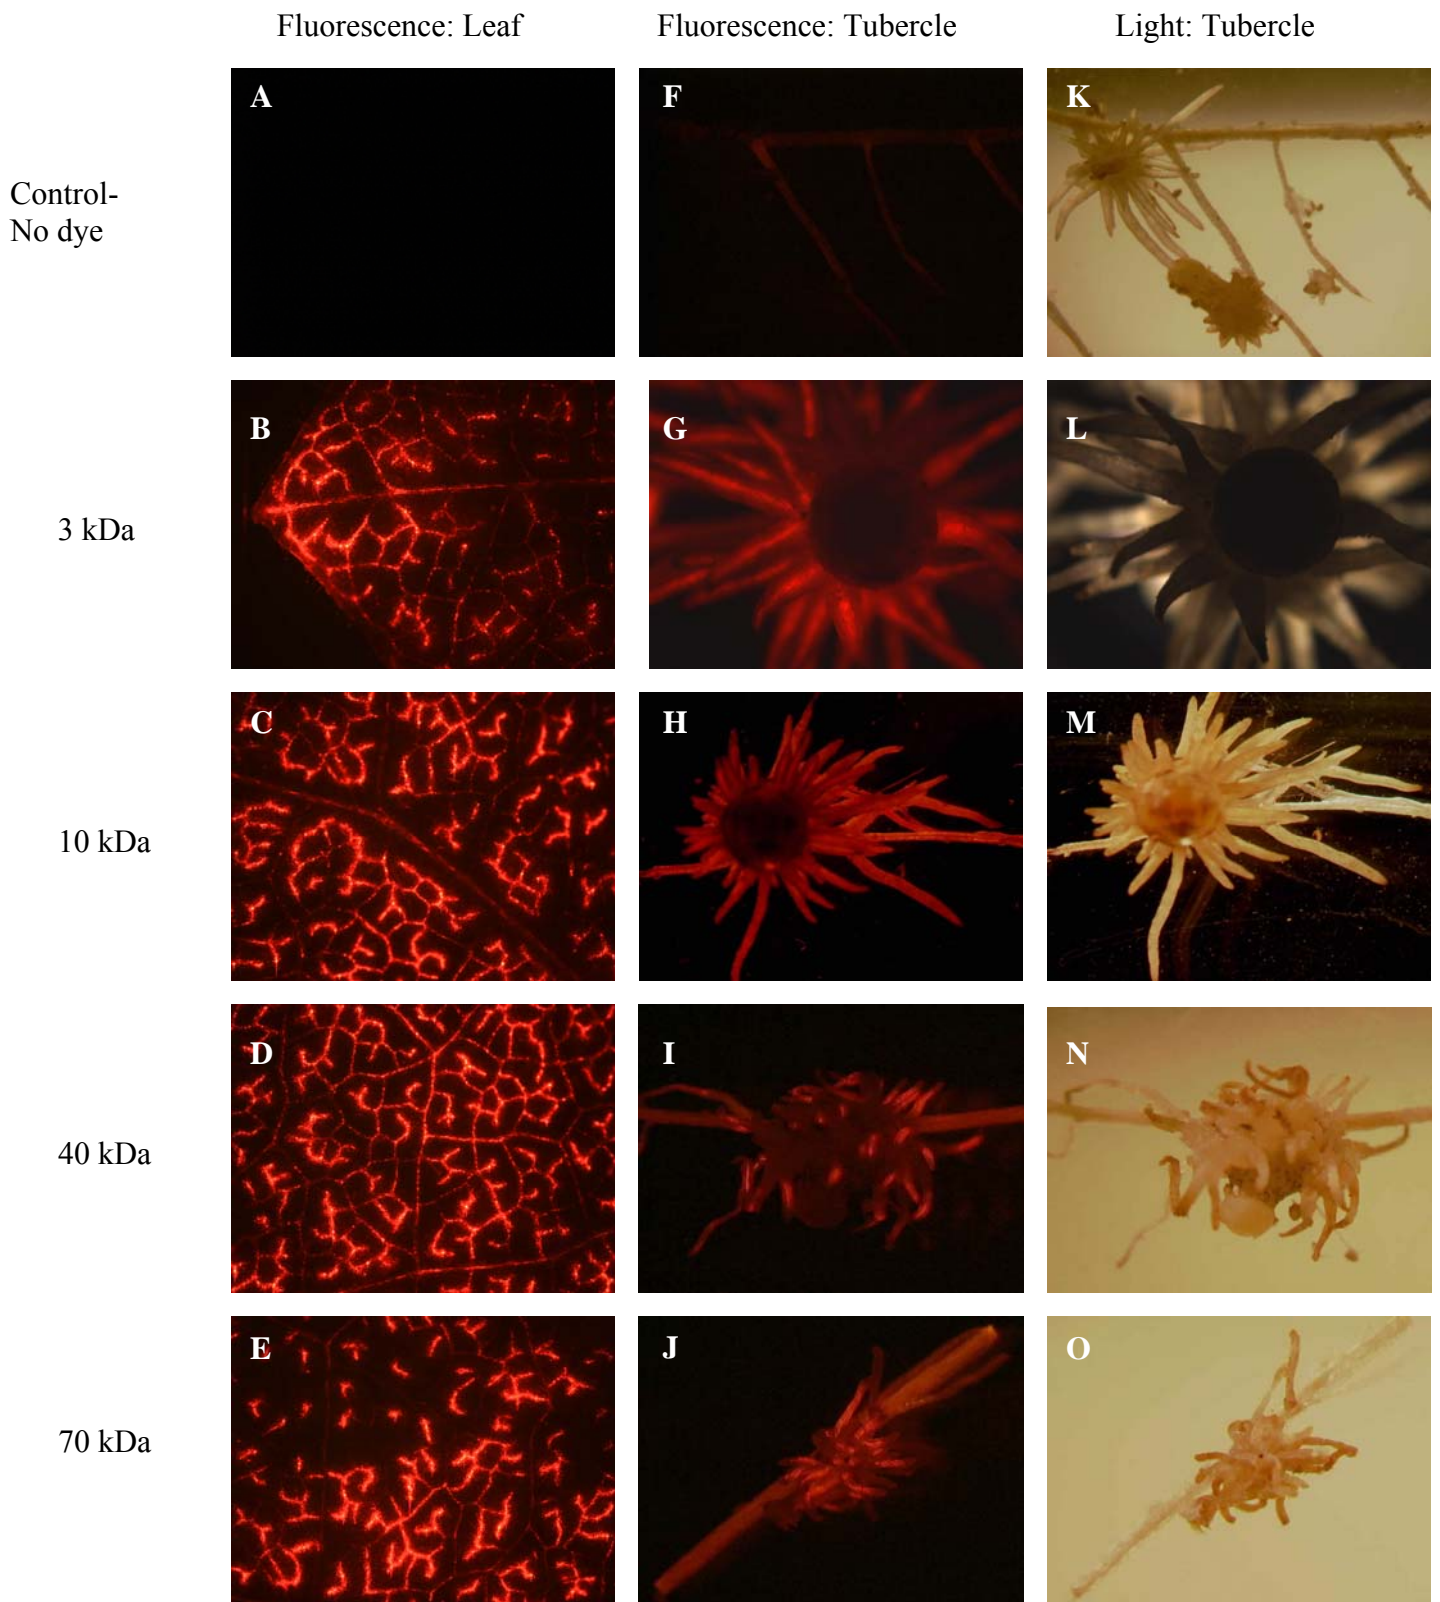 Fluorescence: Leaf Fluorescence: Tubercle Light: Tubercle
A F K
Control-
No dye
B G L
3 kDa
C H M
10 kDa
D I N
40 kDa
E J O
70 kDa